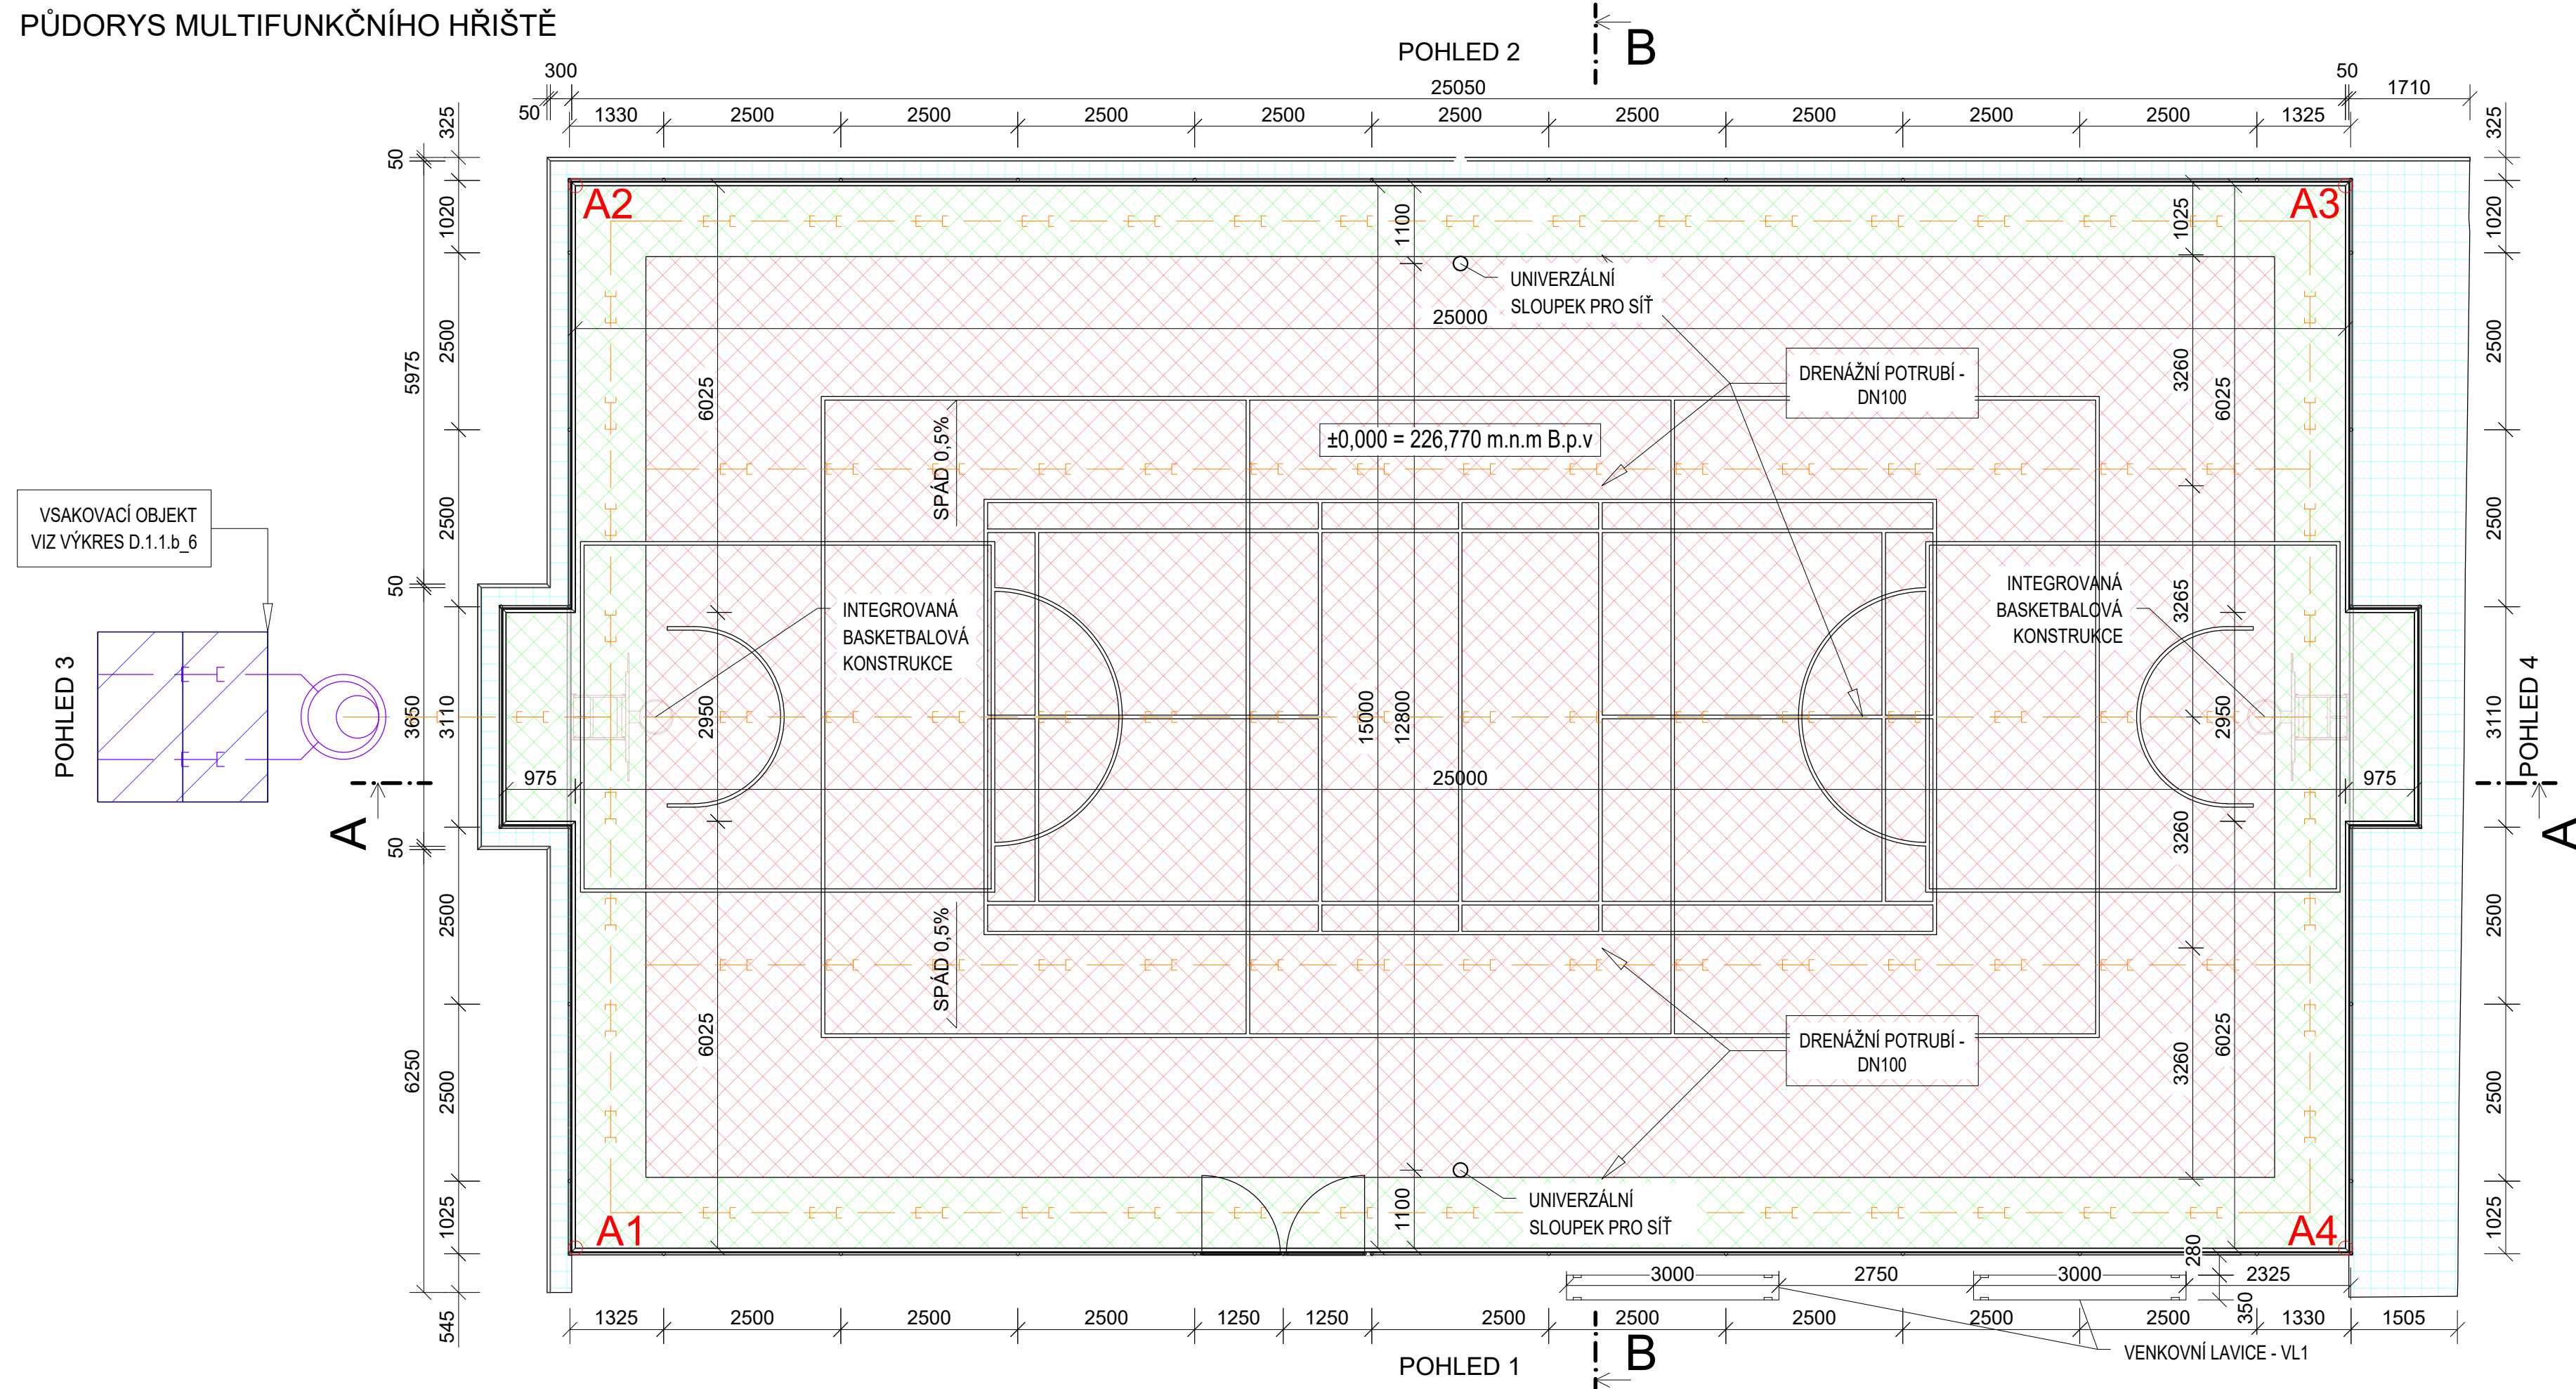 PŮDORYS MULTIFUNKČNÍHO HŘIŠTĚ
POHLED 2
B
300
50
25050
50
1710
50
1330
2500
2500
2500
2500
2500
2500
2500
2500
2500
1325
325
50
1020
2500
5975
2500
50
3650
3110
50
2500
6250
2500
1025
545
325
1020
2500
2500
3110
2500
2500
1025
A2
A3
1100
1025
UNIVERZÁLNÍ
SLOUPEK PRO SÍŤ
25000
6025
3260
6025
DRENÁŽNÍ POTRUBÍ -
DN100
SPÁD 0,5%
±0,000 = 226,770 m.n.m B.p.v
VSAKOVACÍ OBJEKT
VIZ VÝKRES D.1.1.b_6
INTEGROVANÁ
BASKETBALOVÁ
KONSTRUKCE
INTEGROVANÁ
BASKETBALOVÁ
KONSTRUKCE
3265
POHLED 3
2950
15000
12800
2950
POHLED 4
975
25000
975
A
A
3260
SPÁD 0,5%
6025
DRENÁŽNÍ POTRUBÍ -
DN100
3260
6025
1100
UNIVERZÁLNÍ
SLOUPEK PRO SÍŤ
A1
A4
280
3000
2750
3000
2325
350
1325
2500
2500
2500
1250
1250
2500
2500
2500
2500
2500
1330
1505
POHLED 1
B
VENKOVNÍ LAVICE - VL1